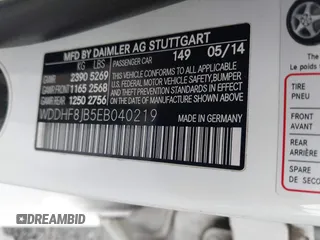 MFD BY DAIMLER AG STUTTGART
KG LBS PASSENGER CAR 149 05/14
GVWR 2390 5269
GAWR 1165 2568
GAWR 1250 2756
THIS VEHICLE CONFORMS TO ALL APPLICABLE
U.S. FEDERAL MOTOR VEHICLE SAFETY, BUMPER,
AND THEFT PREVENTION STANDARDS IN EFFECT ON
THE DATE OF MANUFACTURE SHOWN ABOVE.
WDDHF8JB5EB040219
MADE IN GERMANY
Le poids
TIRE
PNEU
FRONT
AVANT
REAR
ARRIÈRE
SPARE
DE SECO
DREAMBID